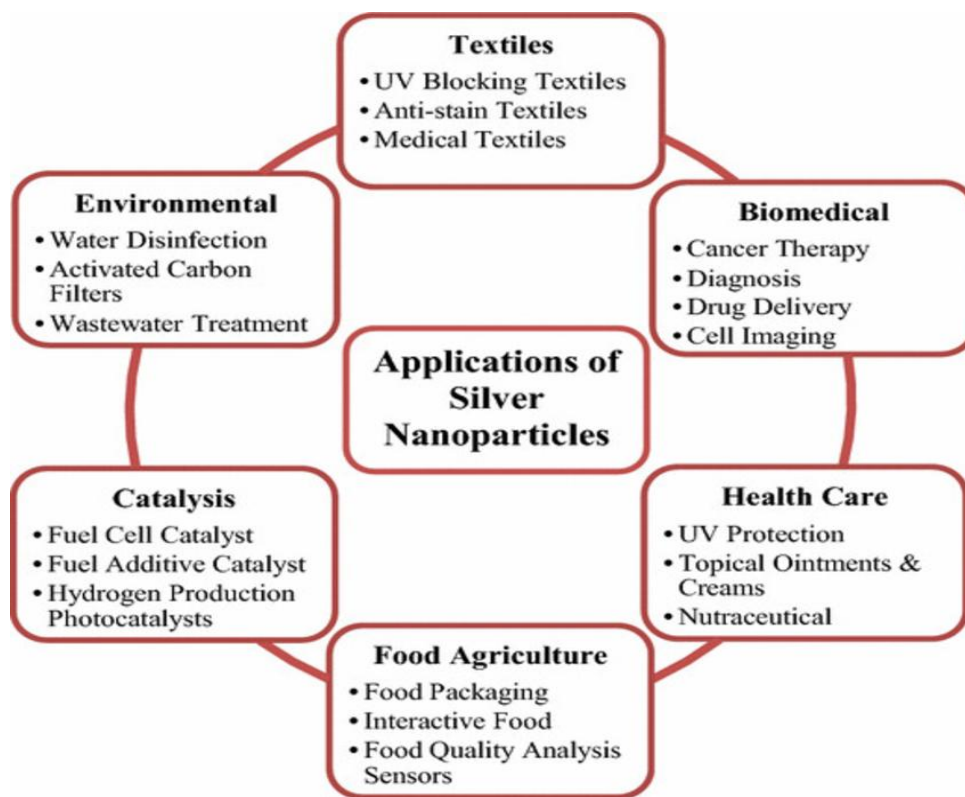 Textiles
• UV Blocking Textiles
• Anti-stain Textiles
• Medical Textiles
Environmental
• Water Disinfection
• Activated Carbon
Filters
• Wastewater Treatment
Biomedical
• Cancer Therapy
• Diagnosis
• Drug Delivery
• Cell Imaging
Applications of
Silver
Nanoparticles
Catalysis
• Fuel Cell Catalyst
• Fuel Additive Catalyst
• Hydrogen Production
Photocatalysts
Health Care
• UV Protection
• Topical Ointments &
Creams
• Nutraceutical
Food Agriculture
• Food Packaging
• Interactive Food
• Food Quality Analysis
Sensors